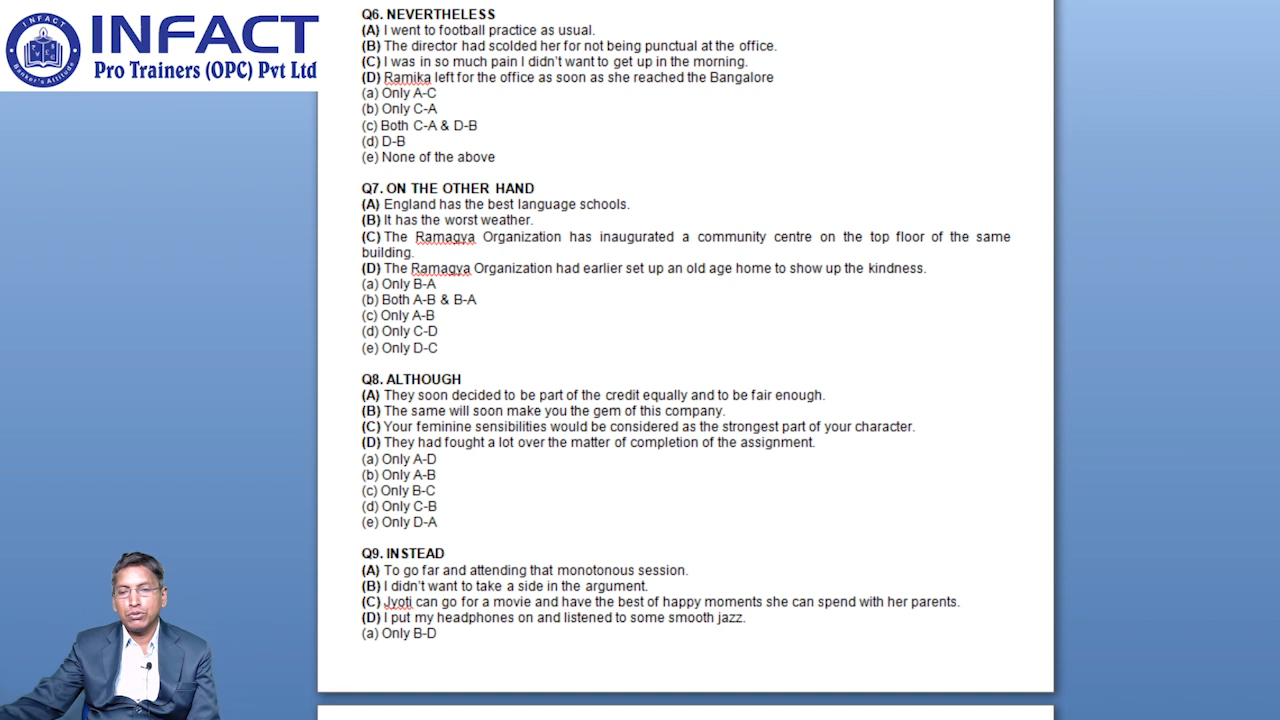 INFACT
INFACT
Pro Trainers (OPC) Pvt Ltd
Banker's Attitude
Q6. NEVERTHELESS
(A) I went to football practice as usual.
(B) The director had scolded her for not being punctual at the office.
(C) I was in so much pain I didn't want to get up in the morning.
(D) Ramika left for the office as soon as she reached the Bangalore
(a) Only A-C
(b) Only C-A
(c) Both C-A & D-B
(d) D-B
(e) None of the above
Q7. ON THE OTHER HAND
(A) England has the best language schools.
(B) It has the worst weather.
(C) The Ramagya Organization has inaugurated a community centre on the top floor of the same
building.
(D) The Ramagya Organization had earlier set up an old age home to show up the kindness.
(a) Only B-A
(b) Both A-B & B-A
(c) Only A-B
(d) Only C-D
(e) Only D-C
Q8. ALTHOUGH
(A) They soon decided to be part of the credit equally and to be fair enough.
(B) The same will soon make you the gem of this company.
(C) Your feminine sensibilities would be considered as the strongest part of your character.
(D) They had fought a lot over the matter of completion of the assignment.
(a) Only A-D
(b) Only A-B
(c) Only B-C
(d) Only C-B
(e) Only D-A
Q9. INSTEAD
(A) To go far and attending that monotonous session.
(B) I didn't want to take a side in the argument.
(C) Jyoti can go for a movie and have the best of happy moments she can spend with her parents.
(D) I put my headphones on and listened to some smooth jazz.
(a) Only B-D